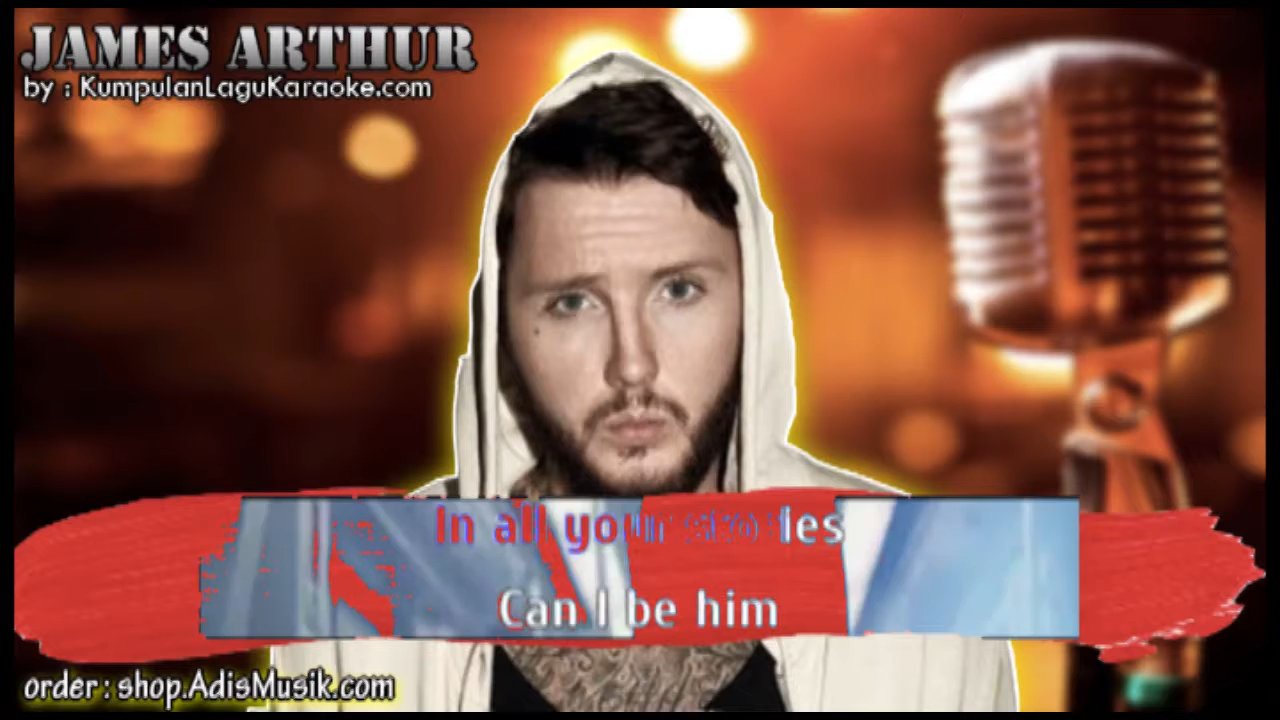 JAMES ARTHUR
by : KumpulanLaguKaraoke.com
In all your
Can I be him
order : shop.AdisMusik.com